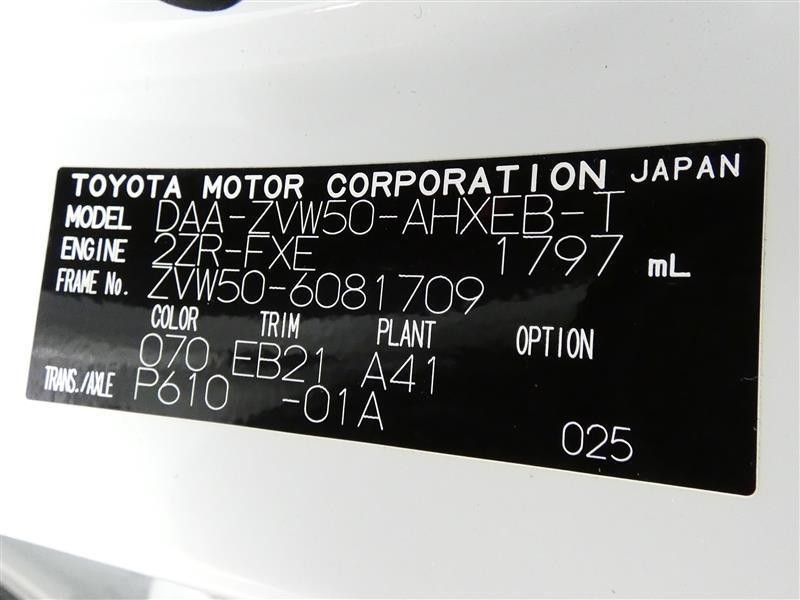 TOYOTA MOTOR CORPORATION JAPAN
MODEL DAA-ZVW50-AHXEB-T
ENGINE 2ZR-FXE 1797 mL
FRAME No. ZVW50-6081709
COLOR TRIM PLANT OPTION
070 EB21 A41
TRANS./AXLE P610 -01A
025